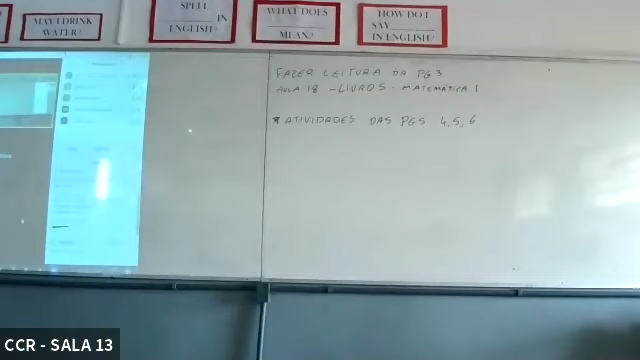 MAY I DRINK
WATER?
SPELL
IN
ENGLISH?
WHAT DOES
MEAN?
HOW DO I
SAY
IN ENGLISH?
FAZER LEITURA DA PG 3
AULA 18 - LIVROS - MATEMÁTICA 1
* ATIVIDADES DAS PGS 4, 5, 6
CCR - SALA 13